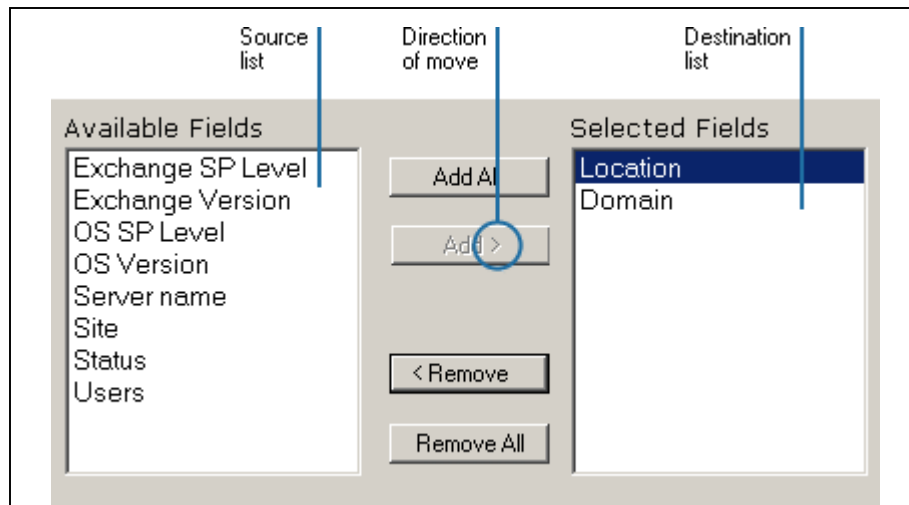 Source
list
Direction
of move
Destination
list
Available Fields
Exchange SP Level
Exchange Version
OS SP Level
OS Version
Server name
Site
Status
Users
Add All
Add >
< Remove
Remove All
Selected Fields
Location
Domain